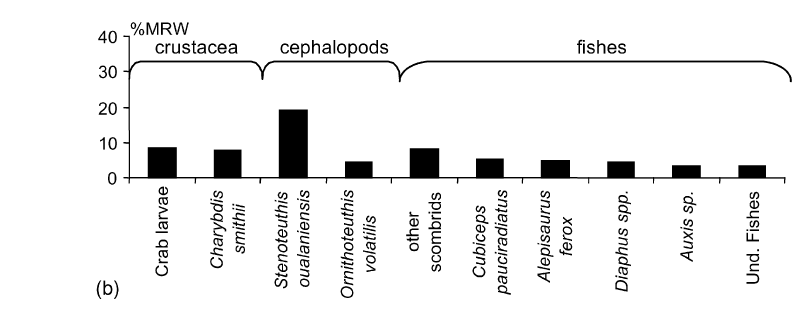 %MRW
crustacea
cephalopods
fishes
40
30
20
10
0
Crab larvae
Charybdis
smithii
Stenoteuthis
oualaniensis
Ornithoteuthis
volatilis
other
scombrids
Cubiceps
pauciradiatus
Alepisaurus
ferox
Diaphus spp.
Auxis sp.
Und. Fishes
(b)